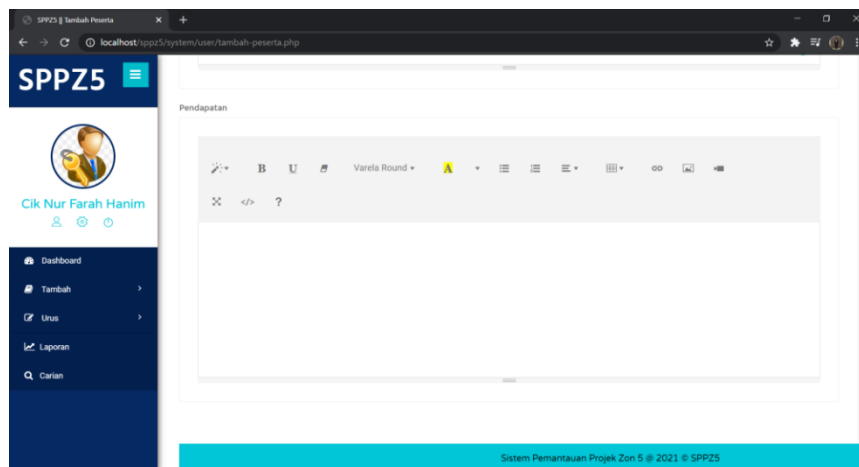 SPPZ5 || Tambah Peserta
localhost/sppz5/system/user/tambah-peserta.php
SPPZ5
Pendapatan
B U Varela Round A
</> ?
Cik Nur Farah Hanim
Dashboard
Tambah
Urus
Laporan
Carian
Sistem Pemantauan Projek Zon 5 @ 2021 © SPPZ5